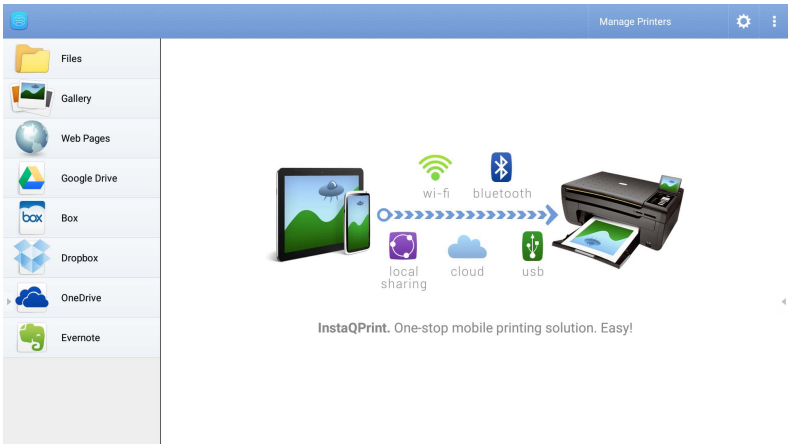 Manage Printers
Files
Gallery
Web Pages
Google Drive
box
Box
Dropbox
OneDrive
Evernote
wi-fi
bluetooth
local
sharing
cloud
usb
InstaQPrint. One-stop mobile printing solution. Easy!